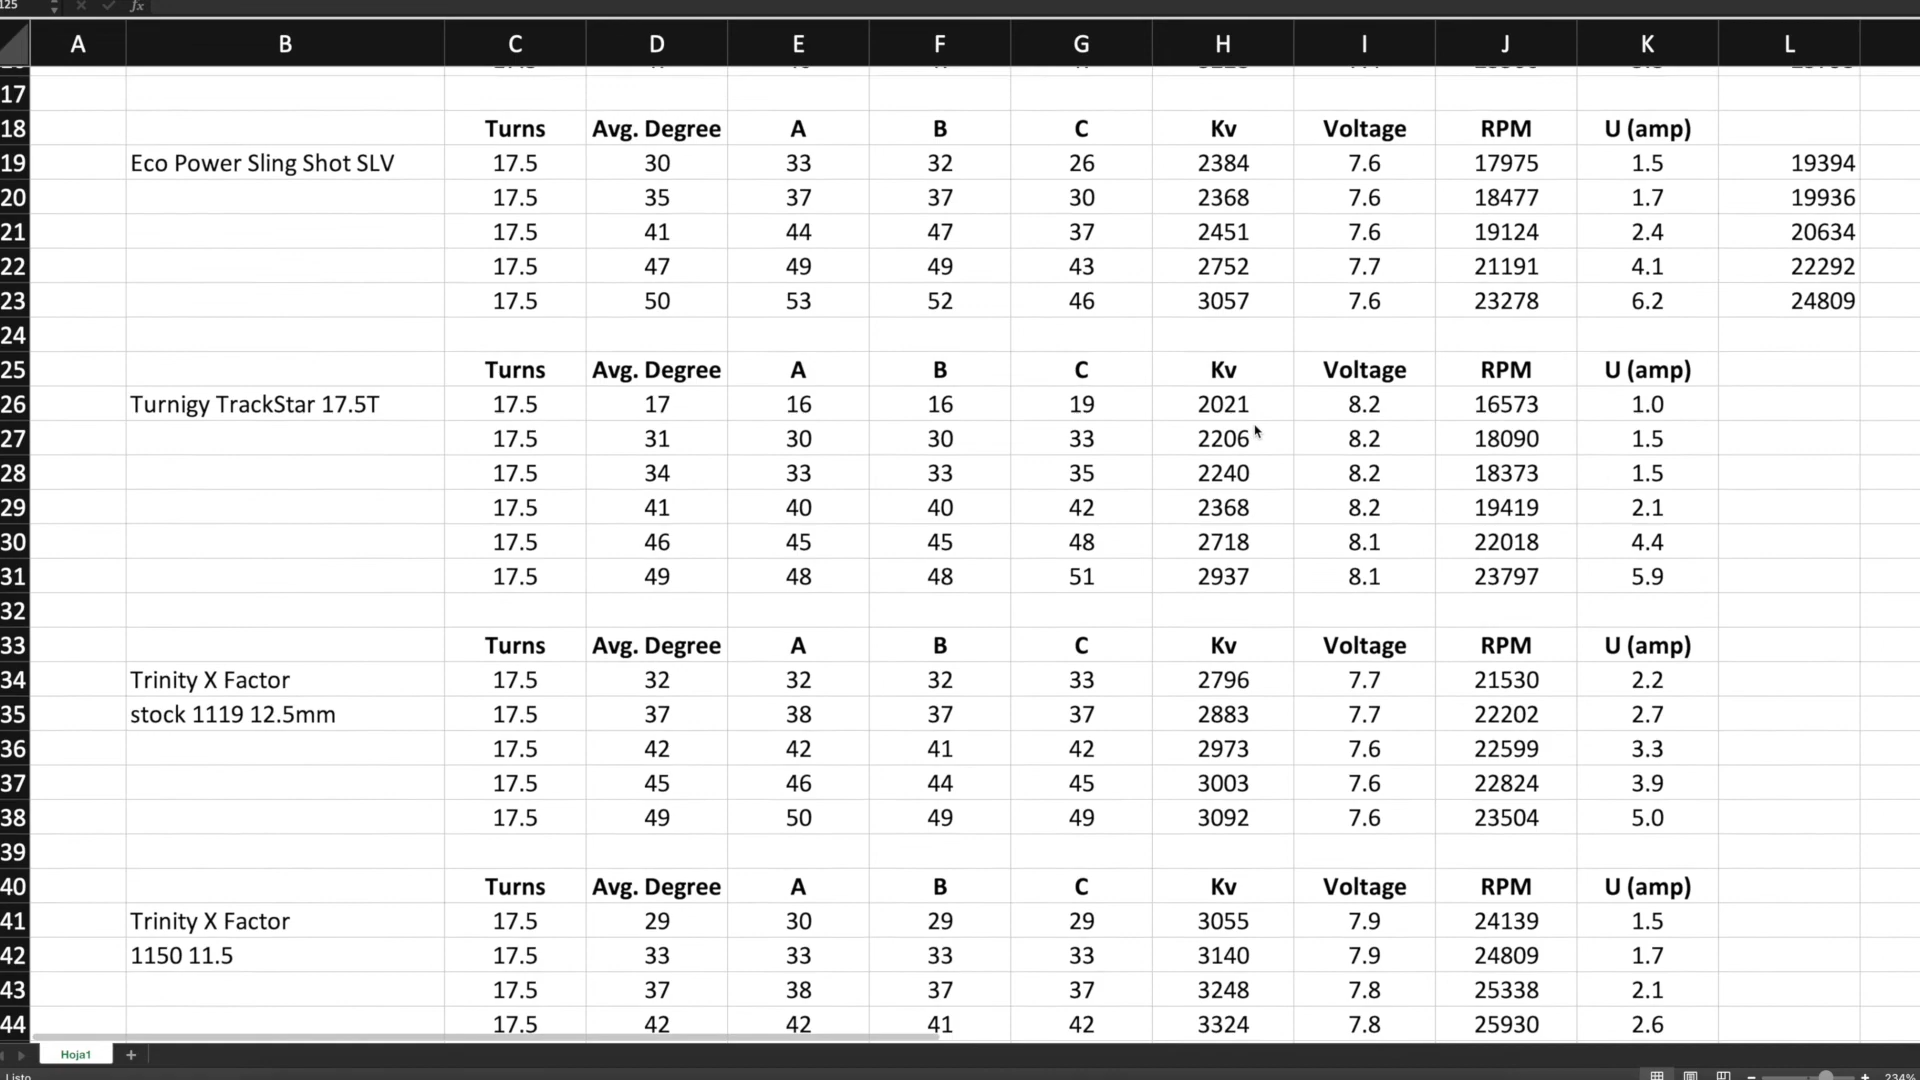 125 fx
A B C D E F G H I J K L
17
18 Turns Avg. Degree A B C Kv Voltage RPM U (amp)
19 Eco Power Sling Shot SLV 17.5 30 33 32 26 2384 7.6 17975 1.5 19394
20 17.5 35 37 37 30 2368 7.6 18477 1.7 19936
21 17.5 41 44 47 37 2451 7.6 19124 2.4 20634
22 17.5 47 49 49 43 2752 7.7 21191 4.1 22292
23 17.5 50 53 52 46 3057 7.6 23278 6.2 24809
24
25 Turns Avg. Degree A B C Kv Voltage RPM U (amp)
26 Turnigy TrackStar 17.5T 17.5 17 16 16 19 2021 8.2 16573 1.0
27 17.5 31 30 30 33 2206 8.2 18090 1.5
28 17.5 34 33 33 35 2240 8.2 18373 1.5
29 17.5 41 40 40 42 2368 8.2 19419 2.1
30 17.5 46 45 45 48 2718 8.1 22018 4.4
31 17.5 49 48 48 51 2937 8.1 23797 5.9
32
33 Turns Avg. Degree A B C Kv Voltage RPM U (amp)
34 Trinity X Factor 17.5 32 32 32 33 2796 7.7 21530 2.2
35 stock 1119 12.5mm 17.5 37 38 37 37 2883 7.7 22202 2.7
36 17.5 42 42 41 42 2973 7.6 22599 3.3
37 17.5 45 46 44 45 3003 7.6 22824 3.9
38 17.5 49 50 49 49 3092 7.6 23504 5.0
39
40 Turns Avg. Degree A B C Kv Voltage RPM U (amp)
41 Trinity X Factor 17.5 29 30 29 29 3055 7.9 24139 1.5
42 1150 11.5 17.5 33 33 33 33 3140 7.9 24809 1.7
43 17.5 37 38 37 37 3248 7.8 25338 2.1
44 17.5 42 42 41 42 3324 7.8 25930 2.6
Hoja1 +
Listo 234%